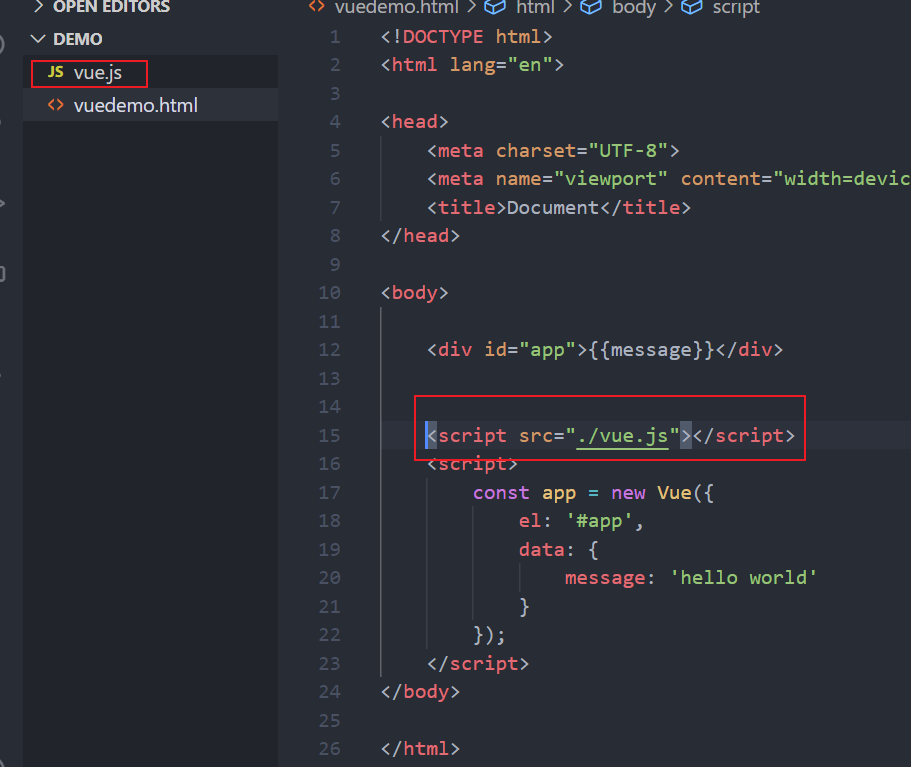 OPEN EDITORS
DEMO
JS vue.js
<> vuedemo.html
<> vuedemo.html > html > body > script
1 <!DOCTYPE html>
2 <html lang="en">
3
4 <head>
5 <meta charset="UTF-8">
6 <meta name="viewport" content="width=devic
7 <title>Document</title>
8 </head>
9
10 <body>
11
12 <div id="app">{{message}}</div>
13
14
15 <script src="./vue.js"></script>
16 <script>
17 const app = new Vue({
18 el: '#app',
19 data: {
20 message: 'hello world'
21 }
22 });
23 </script>
24 </body>
25
26 </html>